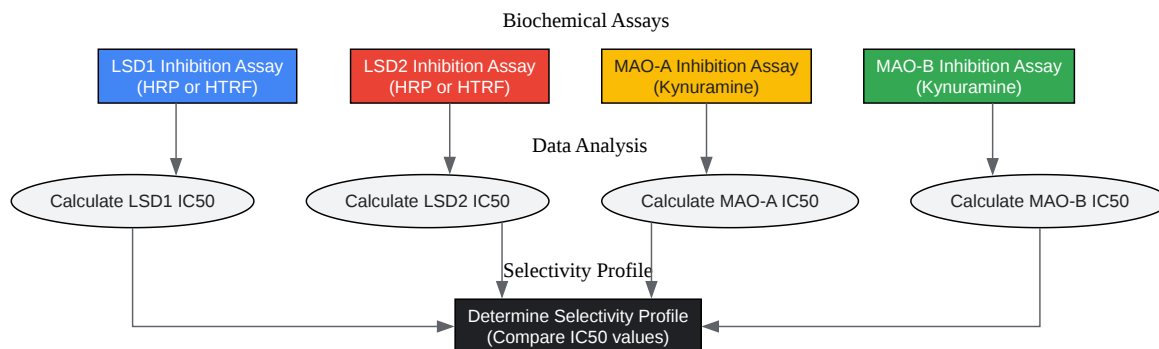 Biochemical Assays
LSD1 Inhibition Assay
(HRP or HTRF)
LSD2 Inhibition Assay
(HRP or HTRF)
MAO-A Inhibition Assay
(Kynuramine)
MAO-B Inhibition Assay
(Kynuramine)
Data Analysis
Calculate LSD1 IC50
Calculate LSD2 IC50
Calculate MAO-A IC50
Calculate MAO-B IC50
Selectivity Profile
Determine Selectivity Profile
(Compare IC50 values)